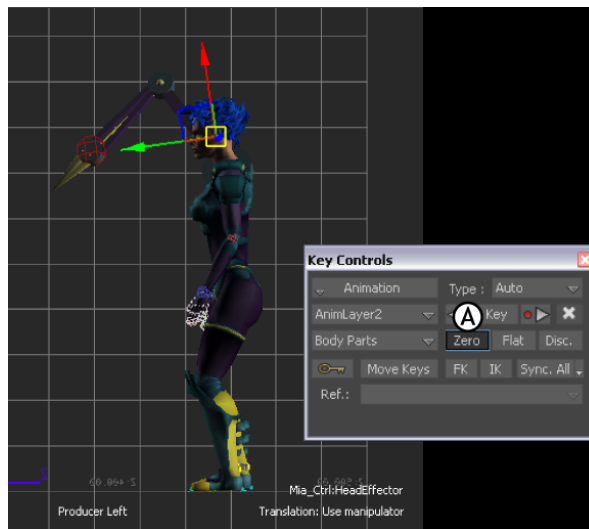 Key Controls
Animation Type : Auto
AnimLayer2 A Key
Body Parts Zero Flat Disc.
Move Keys FK IK Sync. All
Ref.:
Mia_Ctrl:HeadEffector
Producer Left Translation: Use manipulator